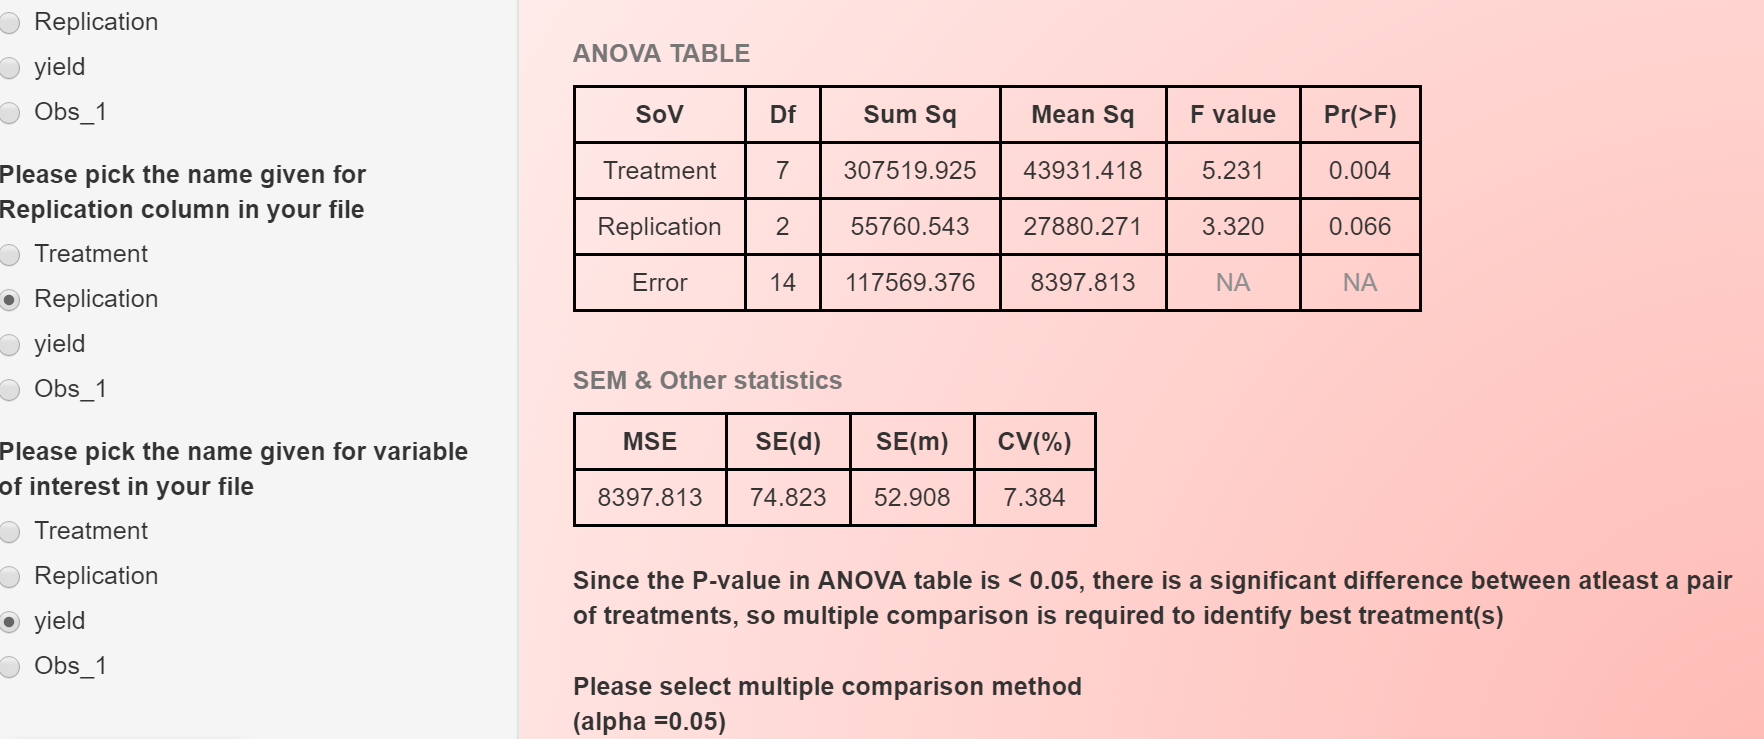 Replication
yield
Obs_1
Please pick the name given for
Replication column in your file
Treatment
Replication
yield
Obs_1
Please pick the name given for variable
of interest in your file
Treatment
Replication
yield
Obs_1
ANOVA TABLE
SoV Df Sum Sq Mean Sq F value Pr(>F)
Treatment 7 307519.925 43931.418 5.231 0.004
Replication 2 55760.543 27880.271 3.320 0.066
Error 14 117569.376 8397.813 NA NA
SEM & Other statistics
MSE SE(d) SE(m) CV(%)
8397.813 74.823 52.908 7.384
Since the P-value in ANOVA table is < 0.05, there is a significant difference between atleast a pair
of treatments, so multiple comparison is required to identify best treatment(s)
Please select multiple comparison method
(alpha =0.05)